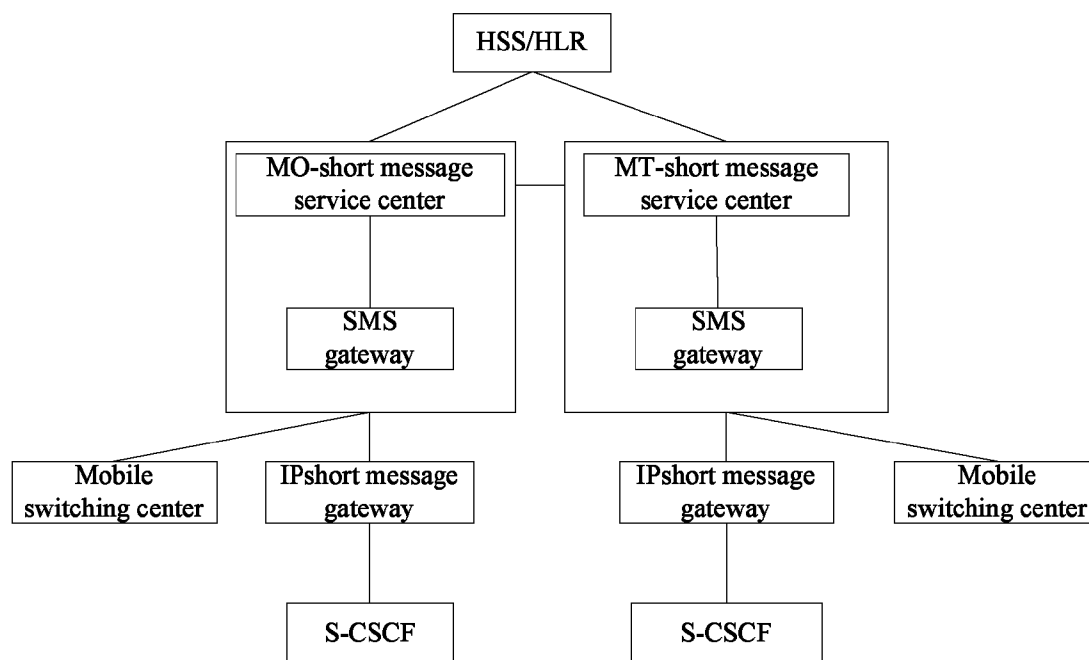 HSS/HLR
MO-short message
service center
MT-short message
service center
SMS
gateway
SMS
gateway
Mobile
switching center
IPshort message
gateway
IPshort message
gateway
Mobile
switching center
S-CSCF
S-CSCF